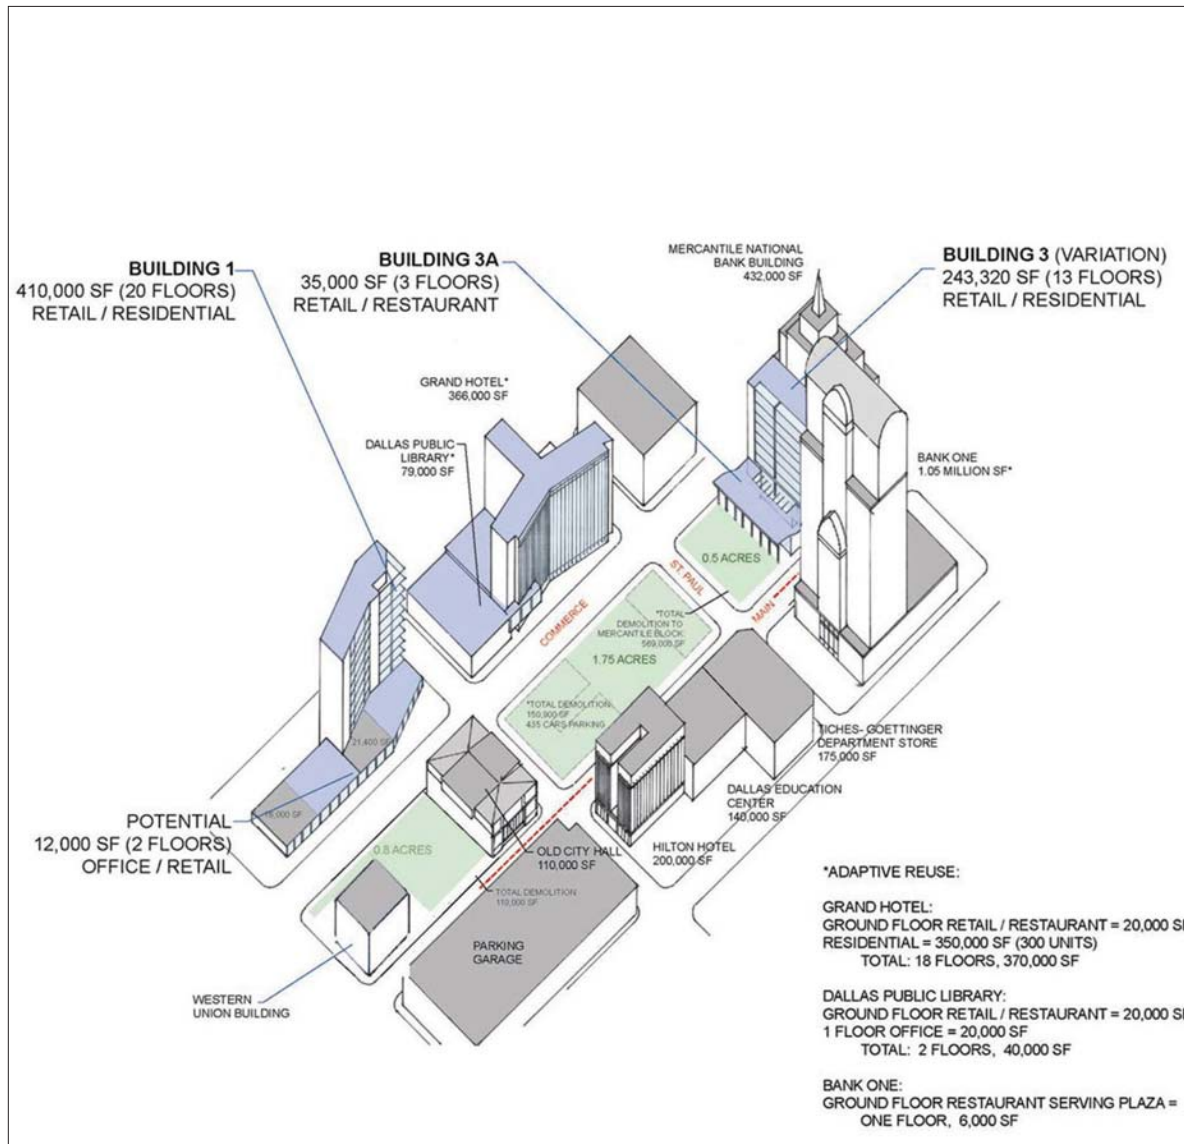 BUILDING 1
410,000 SF (20 FLOORS)
RETAIL / RESIDENTIAL
BUILDING 3A
35,000 SF (3 FLOORS)
RETAIL / RESTAURANT
MERCANTILE NATIONAL
BANK BUILDING
432,000 SF
BUILDING 3 (VARIATION)
243,320 SF (13 FLOORS)
RETAIL / RESIDENTIAL
GRAND HOTEL*
366,000 SF
DALLAS PUBLIC
LIBRARY*
79,000 SF
BANK ONE
1.05 MILLION SF*
0.5 ACRES
ST. PAUL
MAIN
COMMERCE
*TOTAL
DEMOLITION TO
MERCANTILE BLOCK
569,000 SF
1.75 ACRES
*TOTAL DEMOLITION
150,900 SF
435 CARS PARKING
21,400 SF
TICHES- GOETTINGER
DEPARTMENT STORE
175,000 SF
DALLAS EDUCATION
CENTER
140,000 SF
HILTON HOTEL
200,000 SF
POTENTIAL
12,000 SF (2 FLOORS)
OFFICE / RETAIL
0.8 ACRES
OLD CITY HALL
110,000 SF
TOTAL DEMOLITION
110,000 SF
PARKING
GARAGE
WESTERN
UNION BUILDING
*ADAPTIVE REUSE:
GRAND HOTEL:
GROUND FLOOR RETAIL / RESTAURANT = 20,000 S
RESIDENTIAL = 350,000 SF (300 UNITS)
TOTAL: 18 FLOORS, 370,000 SF
DALLAS PUBLIC LIBRARY:
GROUND FLOOR RETAIL / RESTAURANT = 20,000 S
1 FLOOR OFFICE = 20,000 SF
TOTAL: 2 FLOORS, 40,000 SF
BANK ONE:
GROUND FLOOR RESTAURANT SERVING PLAZA =
ONE FLOOR, 6,000 SF